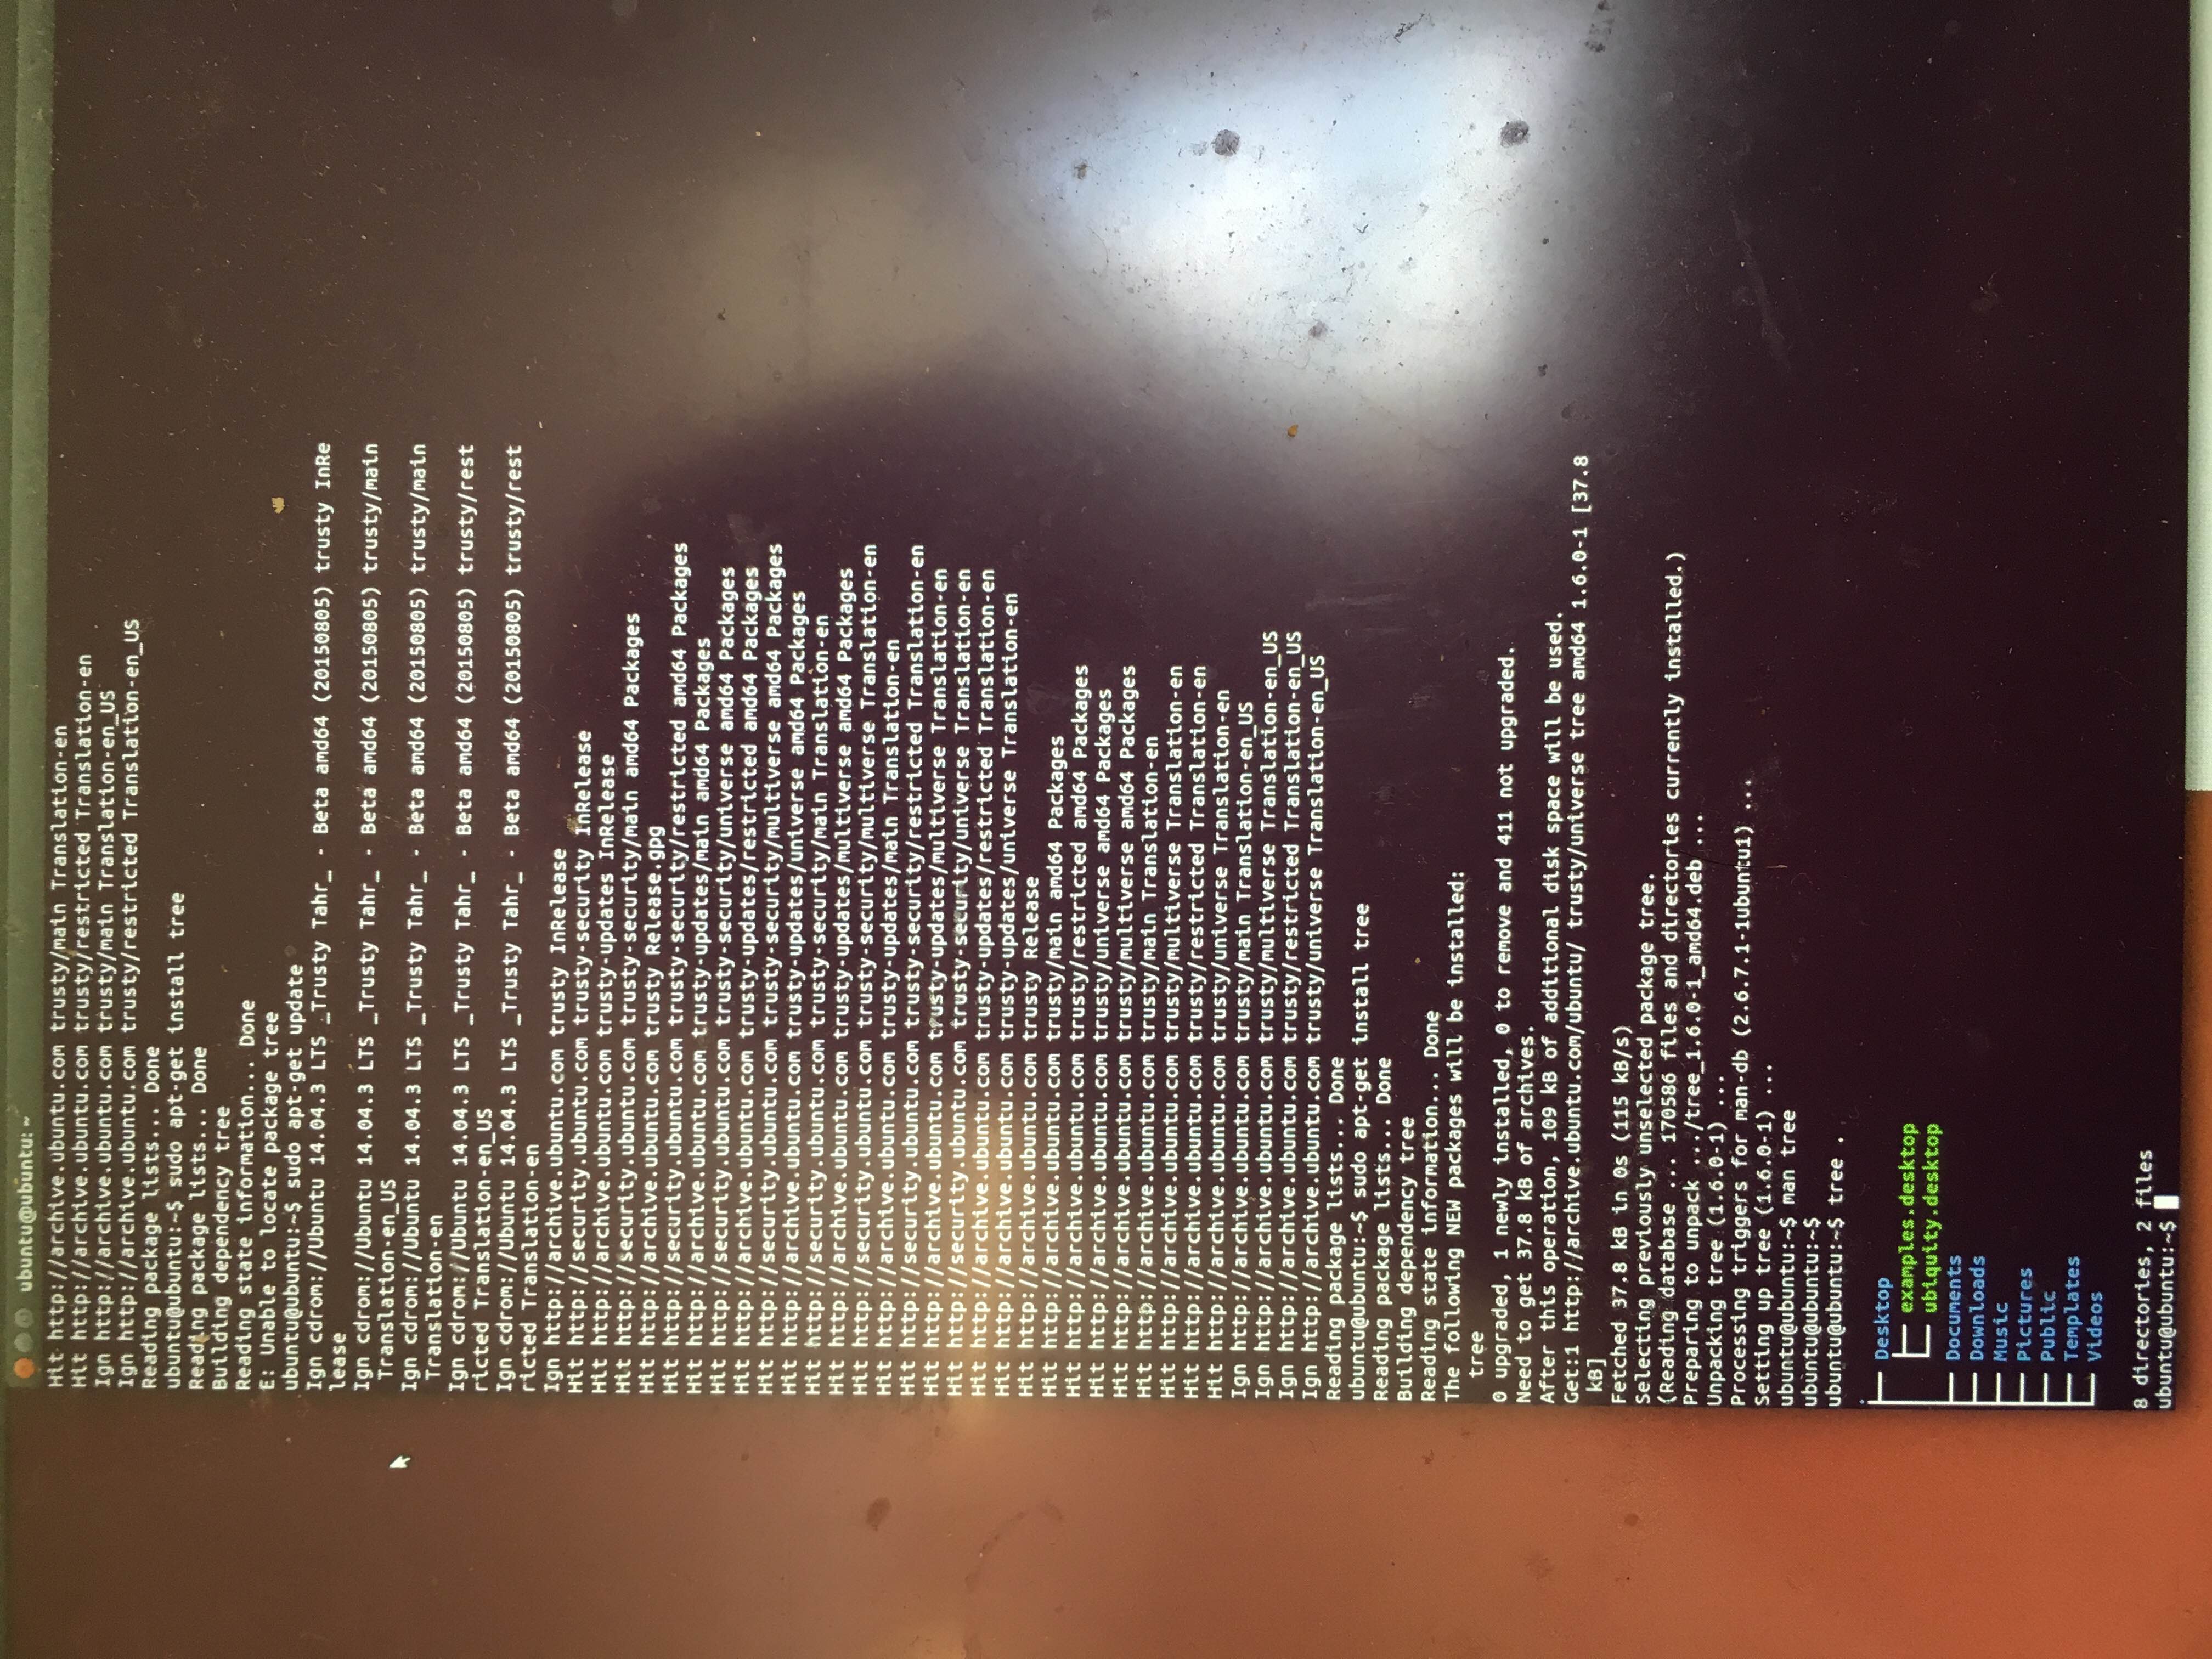 ubuntu@ubuntu: ~
Hit http://archive.ubuntu.com trusty/main Translation-en
Hit http://archive.ubuntu.com trusty/restricted Translation-en
Ign http://archive.ubuntu.com trusty/main Translation-en_US
Ign http://archive.ubuntu.com trusty/restricted Translation-en_US
Reading package lists... Done
ubuntu@ubuntu:~$ sudo apt-get install tree
Reading package lists... Done
Building dependency tree
Reading state information... Done
E: Unable to locate package tree
ubuntu@ubuntu:~$ sudo apt-get update
Ign cdrom://Ubuntu 14.04.3 LTS _Trusty Tahr_ - Beta amd64 (20150805) trusty InRe
lease
Ign cdrom://Ubuntu 14.04.3 LTS _Trusty Tahr_ - Beta amd64 (20150805) trusty/main
 Translation-en_US
Ign cdrom://Ubuntu 14.04.3 LTS _Trusty Tahr_ - Beta amd64 (20150805) trusty/main
 Translation-en
Ign cdrom://Ubuntu 14.04.3 LTS _Trusty Tahr_ - Beta amd64 (20150805) trusty/rest
ricted Translation-en_US
Ign cdrom://Ubuntu 14.04.3 LTS _Trusty Tahr_ - Beta amd64 (20150805) trusty/rest
ricted Translation-en
Ign http://archive.ubuntu.com trusty InRelease
Hit http://security.ubuntu.com trusty-security InRelease
Hit http://archive.ubuntu.com trusty-updates InRelease
Hit http://security.ubuntu.com trusty-security/main amd64 Packages
Hit http://archive.ubuntu.com trusty Release.gpg
Hit http://security.ubuntu.com trusty-security/restricted amd64 Packages
Hit http://archive.ubuntu.com trusty-updates/main amd64 Packages
Hit http://security.ubuntu.com trusty-security/universe amd64 Packages
Hit http://archive.ubuntu.com trusty-updates/restricted amd64 Packages
Hit http://security.ubuntu.com trusty-security/multiverse amd64 Packages
Hit http://archive.ubuntu.com trusty-updates/universe amd64 Packages
Hit http://security.ubuntu.com trusty-security/main Translation-en
Hit http://archive.ubuntu.com trusty-updates/multiverse amd64 Packages
Hit http://security.ubuntu.com trusty-security/multiverse Translation-en
Hit http://archive.ubuntu.com trusty-updates/main Translation-en
Hit http://security.ubuntu.com trusty-security/restricted Translation-en
Hit http://archive.ubuntu.com trusty-updates/multiverse Translation-en
Hit http://security.ubuntu.com trusty-security/universe Translation-en
Hit http://archive.ubuntu.com trusty-updates/restricted Translation-en
Hit http://archive.ubuntu.com trusty-updates/universe Translation-en
Hit http://archive.ubuntu.com trusty Release
Hit http://archive.ubuntu.com trusty/main amd64 Packages
Hit http://archive.ubuntu.com trusty/restricted amd64 Packages
Hit http://archive.ubuntu.com trusty/universe amd64 Packages
Hit http://archive.ubuntu.com trusty/multiverse amd64 Packages
Hit http://archive.ubuntu.com trusty/main Translation-en
Hit http://archive.ubuntu.com trusty/multiverse Translation-en
Hit http://archive.ubuntu.com trusty/restricted Translation-en
Hit http://archive.ubuntu.com trusty/universe Translation-en
Ign http://archive.ubuntu.com trusty/main Translation-en_US
Ign http://archive.ubuntu.com trusty/multiverse Translation-en_US
Ign http://archive.ubuntu.com trusty/restricted Translation-en_US
Ign http://archive.ubuntu.com trusty/universe Translation-en_US
Reading package lists... Done
ubuntu@ubuntu:~$ sudo apt-get install tree
Reading package lists... Done
Building dependency tree
Reading state information... Done
The following NEW packages will be installed:
  tree
0 upgraded, 1 newly installed, 0 to remove and 411 not upgraded.
Need to get 37.8 kB of archives.
After this operation, 109 kB of additional disk space will be used.
Get:1 http://archive.ubuntu.com/ubuntu/ trusty/universe tree amd64 1.6.0-1 [37.8
 kB]
Fetched 37.8 kB in 0s (115 kB/s)
Selecting previously unselected package tree.
(Reading database ... 170586 files and directories currently installed.)
Preparing to unpack .../tree_1.6.0-1_amd64.deb ...
Unpacking tree (1.6.0-1) ...
Processing triggers for man-db (2.6.7.1-1ubuntu1) ...
Setting up tree (1.6.0-1) ...
ubuntu@ubuntu:~$ man tree
ubuntu@ubuntu:~$
ubuntu@ubuntu:~$ tree .
.
├── Desktop
│   ├── examples.desktop
│   └── ubiquity.desktop
├── Documents
├── Downloads
├── Music
├── Pictures
├── Public
├── Templates
└── Videos
8 directories, 2 files
ubuntu@ubuntu:~$